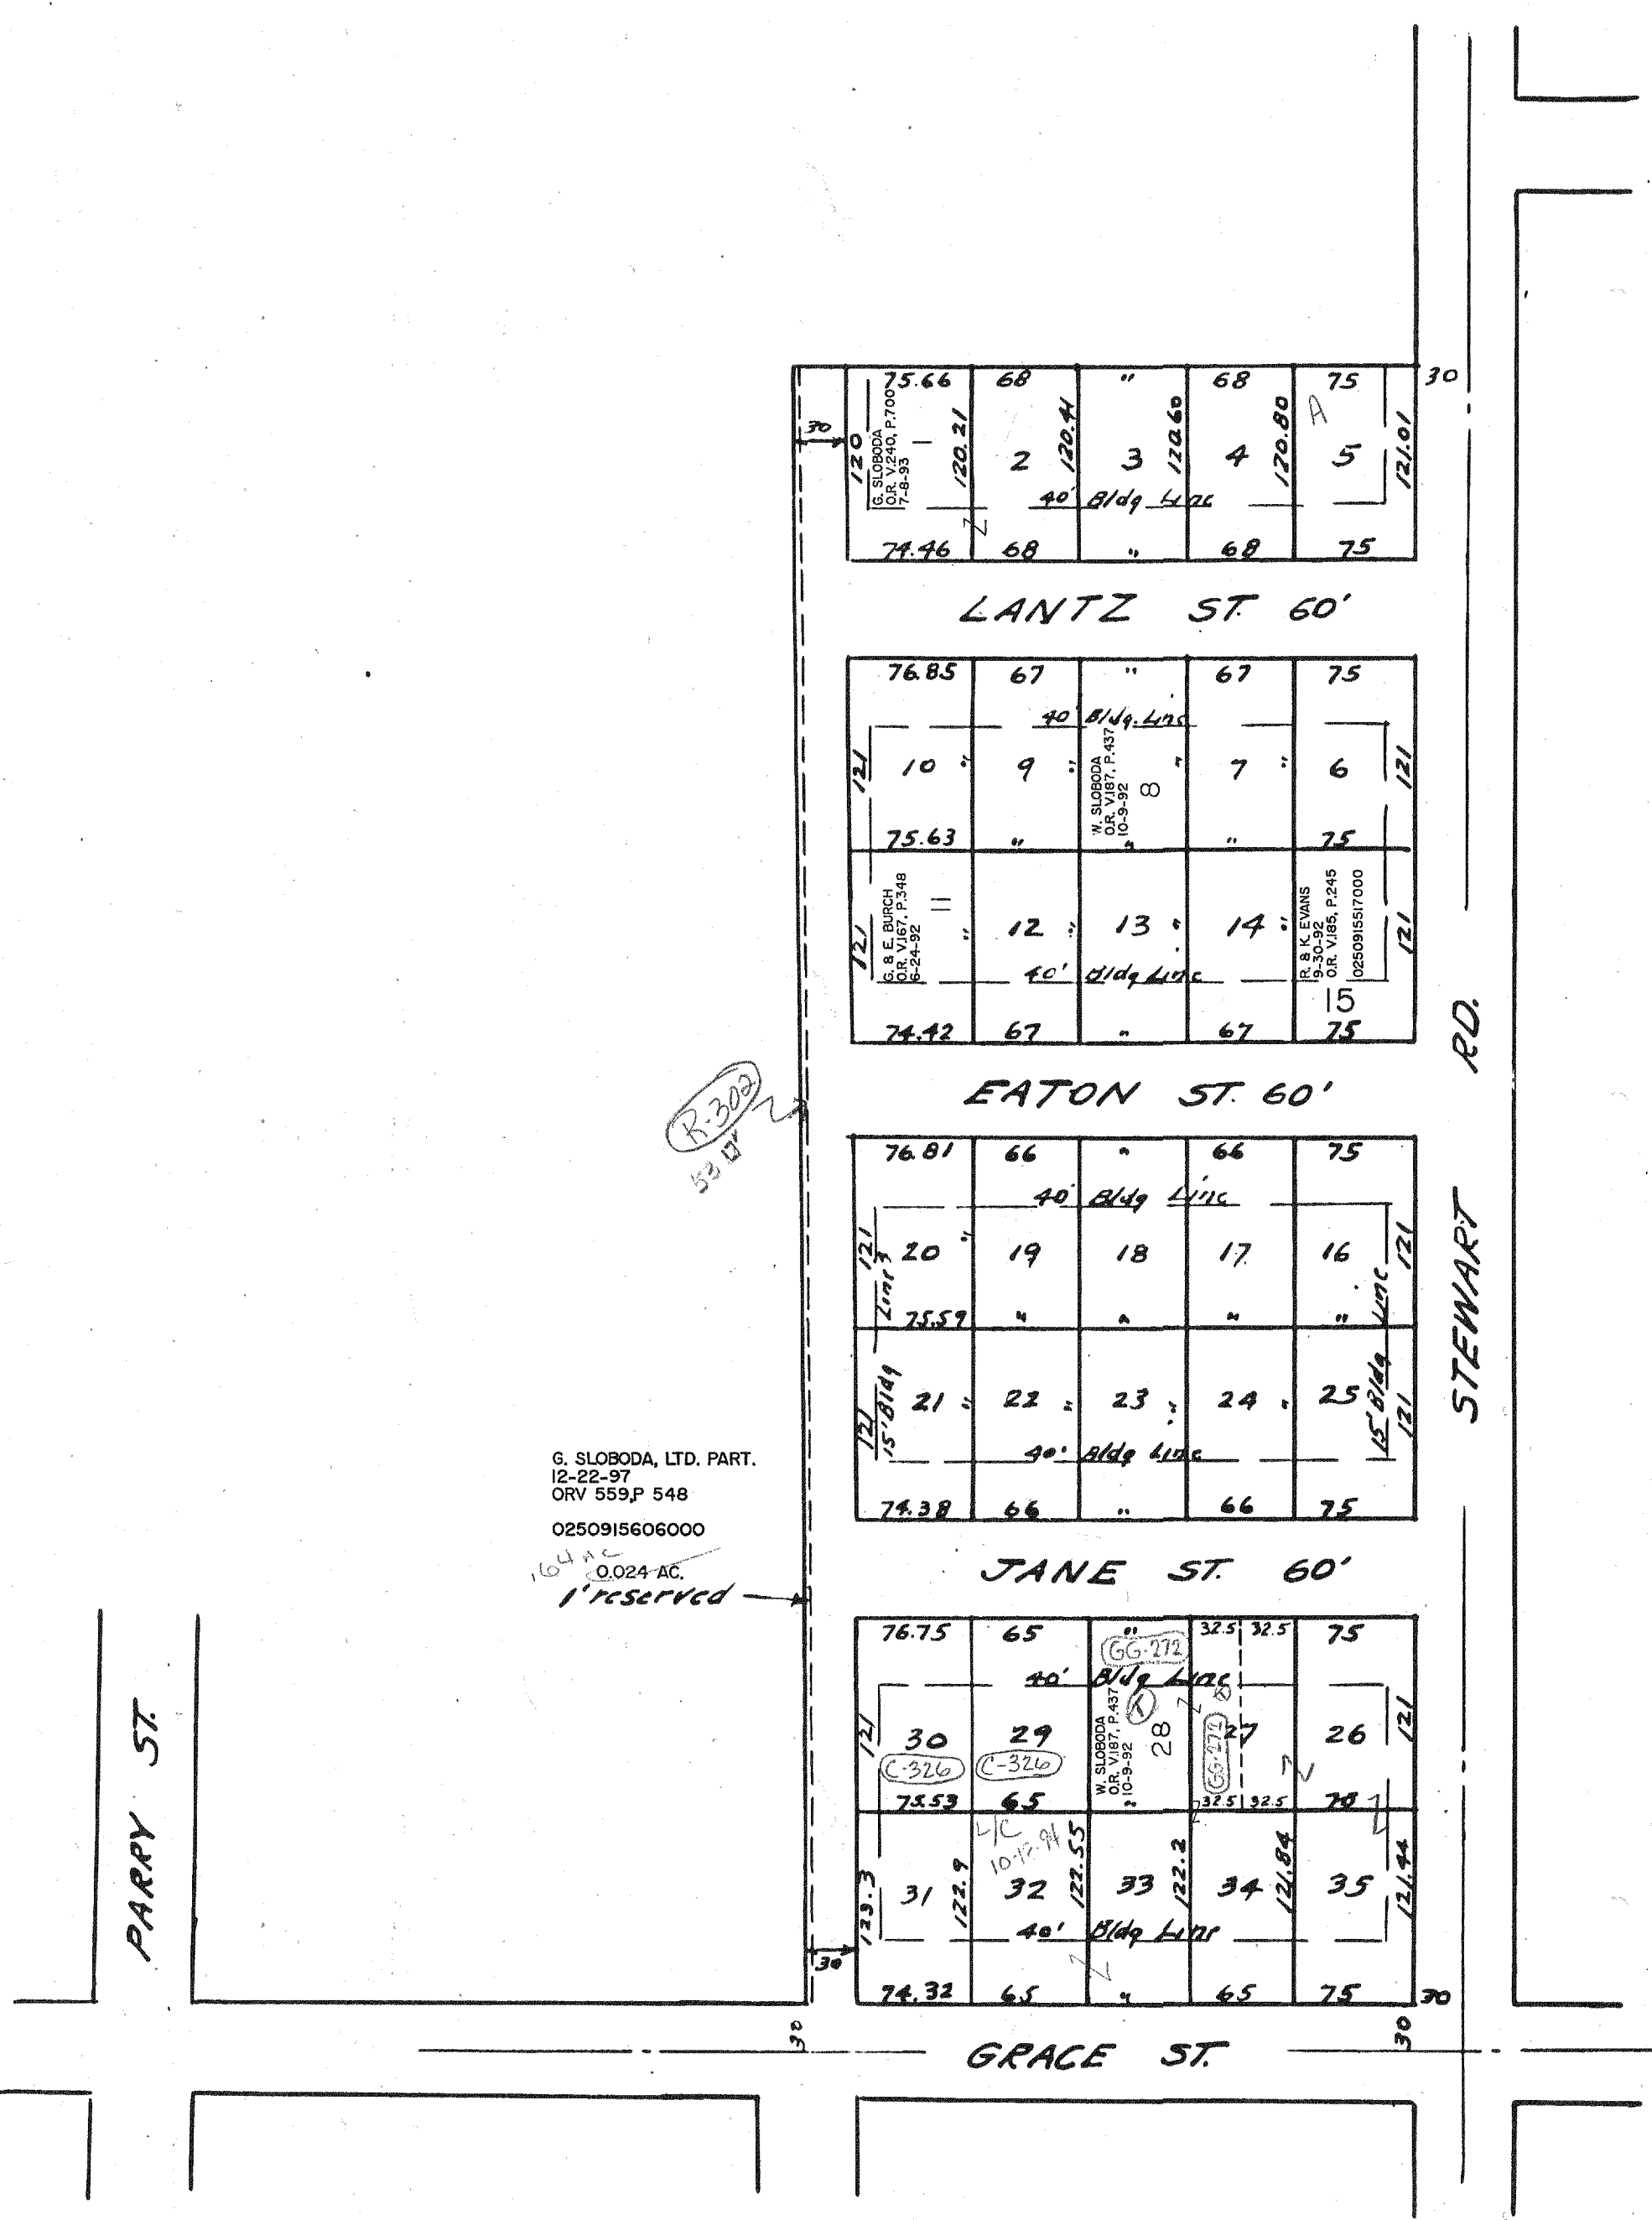 75.66 68 " 68 75 30
30
120
G. SLOBODA
O.R. V.240, P.700
7-8-93
1 120.21 2 120.41 3 120.60 4 120.80 A 5 121.01
40' Bldg Line
74.46 68 " 68 75
LANTZ ST. 60'
76.85 67 " 67 75
40' Bldg. Line
121 10 " 9 "
W. SLOBODA
O.R. V.187, P.437
10-9-92
8 " 7 " 6 121
75.63 " " " 75
121
G. & E. BURCH
O.R. V.167, P.348
6-24-92
11 " 12 " 13 " 14 "
R. & K. EVANS
9-30-92
O.R. V.185, P.245
0250915517000
15 121
40' Bldg Line
74.42 67 " 67 75
STEWART RD.
EATON ST. 60'
R-302
76.81 66 " 66 75
40' Bldg Line
121 20 " 19 18 17 16 121
75.59 " " " "
15' Bldg Line
15' Bldg Line
121 21 " 22 " 23 " 24 " 25 121
40' Bldg Line
74.38 66 " 66 75
G. SLOBODA, LTD. PART.
12-22-97
ORV 559,P 548
0250915606000
.164 AC
0.024 AC.
1' reserved
JANE ST. 60'
76.75 65 " 32.5 32.5 75
GG-272
40' Bldg Line
121 30 29
W. SLOBODA
O.R. V.187, P.437
10-9-92
28 27 26 121
C-326 C-326 GG-272
75.53 65 " 32.5 32.5
L/C
10-12-94
123.3 31 122.9 32 122.55 33 122.2 34 121.84 35 121.44
40' Bldg Line
30
74.32 65 " 65 75 30
PARRY ST.
30 30
GRACE ST.